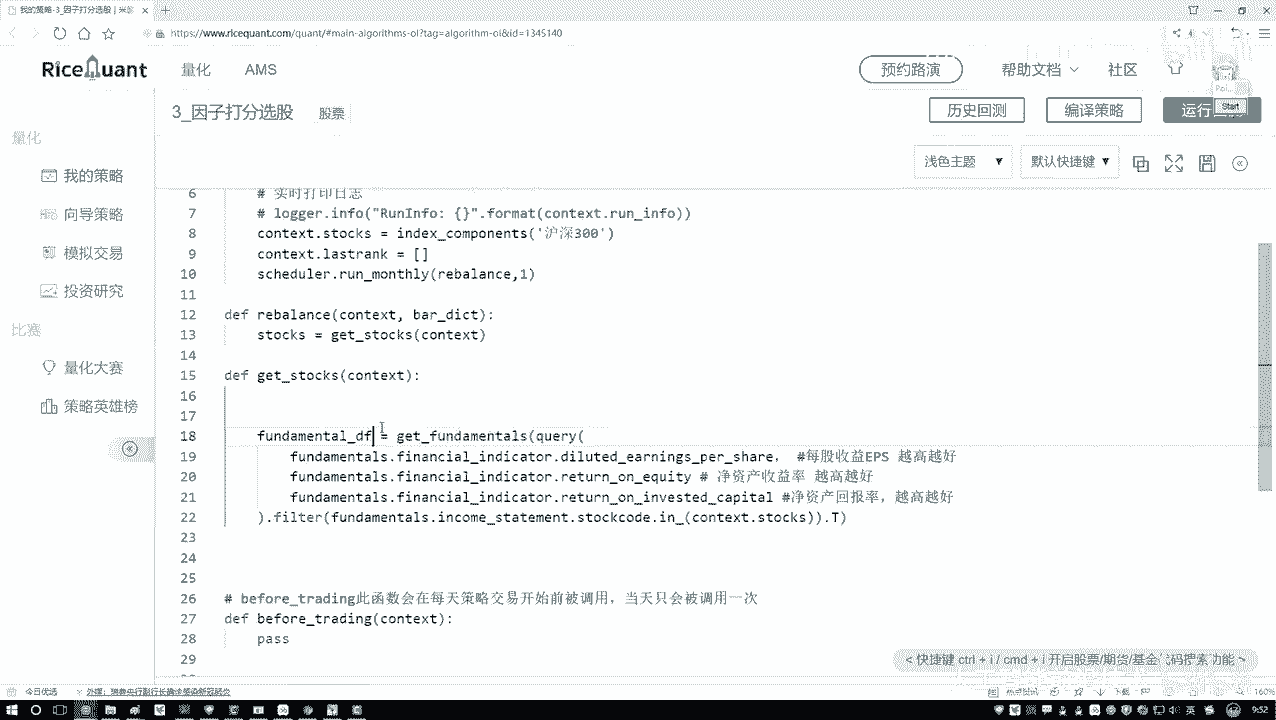 我的策略-3_因子打分选股 |
https://www.ricequant.com/quant/#main-algorithms-ol?tag=algorithm-oi&id=1345140
RiceQuant 量化 AMS 预约路演 帮助文档 社区
3_因子打分选股 股票 历史回测 编译策略 运行
Start
浅色主题 默认快捷键
量化
我的策略
向导策略
模拟交易
投资研究
比赛
量化大赛
策略英雄榜
6 # 实时打印日志
7 # logger.info("RunInfo: {}".format(context.run_info))
8 context.stocks = index_components('沪深300')
9 context.lastrank = []
10 scheduler.run_monthly(rebalance,1)
11
12 def rebalance(context, bar_dict):
13 stocks = get_stocks(context)
14
15 def get_stocks(context):
16
17
18 fundamental_df = get_fundamentals(query(
19 fundamentals.financial_indicator.diluted_earnings_per_share， #每股收益EPS 越高越好
20 fundamentals.financial_indicator.return_on_equity # 净资产收益率 越高越好
21 fundamentals.financial_indicator.return_on_invested_capital #净资产回报率，越高越好
22 ).filter(fundamentals.income_statement.stockcode.in_(context.stocks)).T)
23
24
25
26 # before_trading此函数会在每天策略交易开始前被调用，当天只会被调用一次
27 def before_trading(context):
28 pass
29
< 快捷键 ctrl + i / cmd + i 开启股票/期货/基金
今日优选
160%
英
9:52